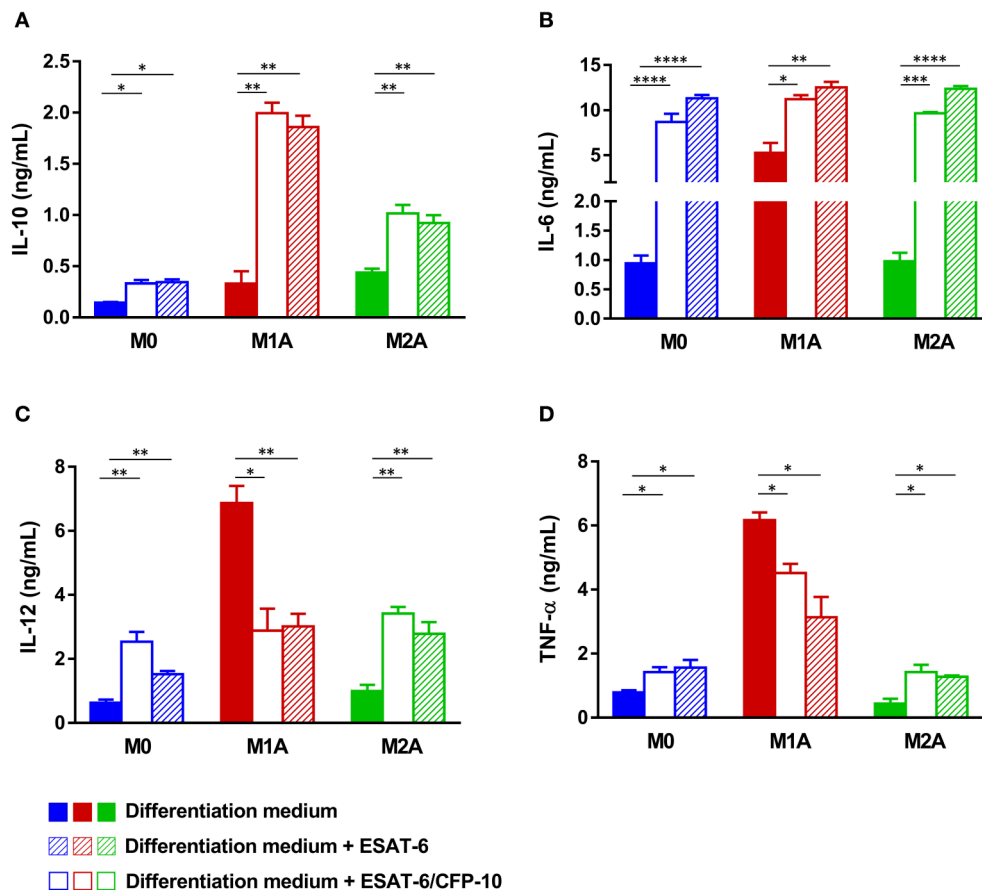 A
IL-10 (ng/mL)
2.5
2.0
1.5
1.0
0.5
0.0
* *
** **
** **
M0 M1A M2A
B
IL-6 (ng/mL)
15
10
5
2.0
1.5
1.0
0.5
0.0
**** ****
** *
**** ***
M0 M1A M2A
C
IL-12 (ng/mL)
8
6
4
2
0
** **
** *
** **
M0 M1A M2A
D
TNF-α (ng/mL)
8
6
4
2
0
* *
* *
* *
M0 M1A M2A
Differentiation medium
Differentiation medium + ESAT-6
Differentiation medium + ESAT-6/CFP-10